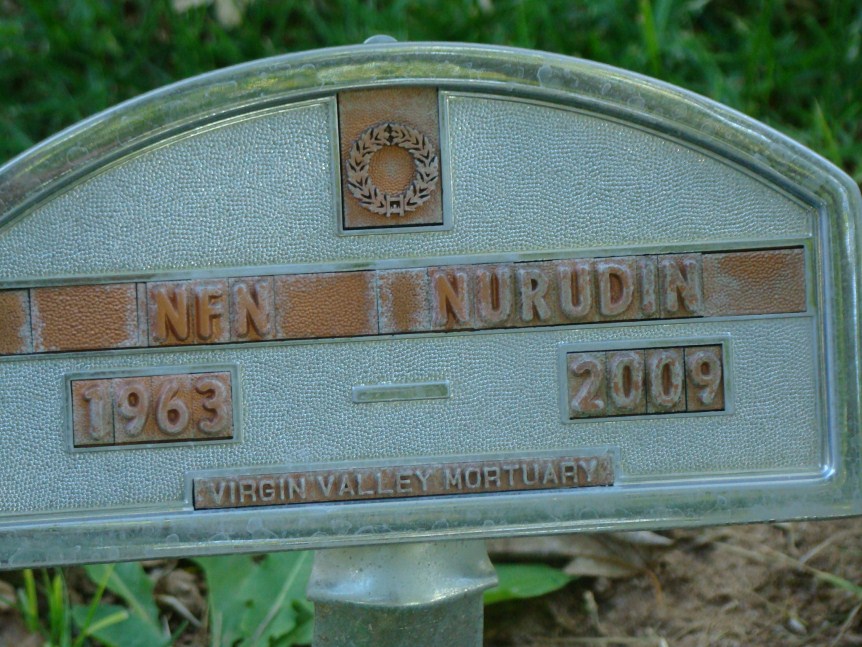 NFN NURUDIN
1963 — 2009
VIRGIN VALLEY MORTUARY